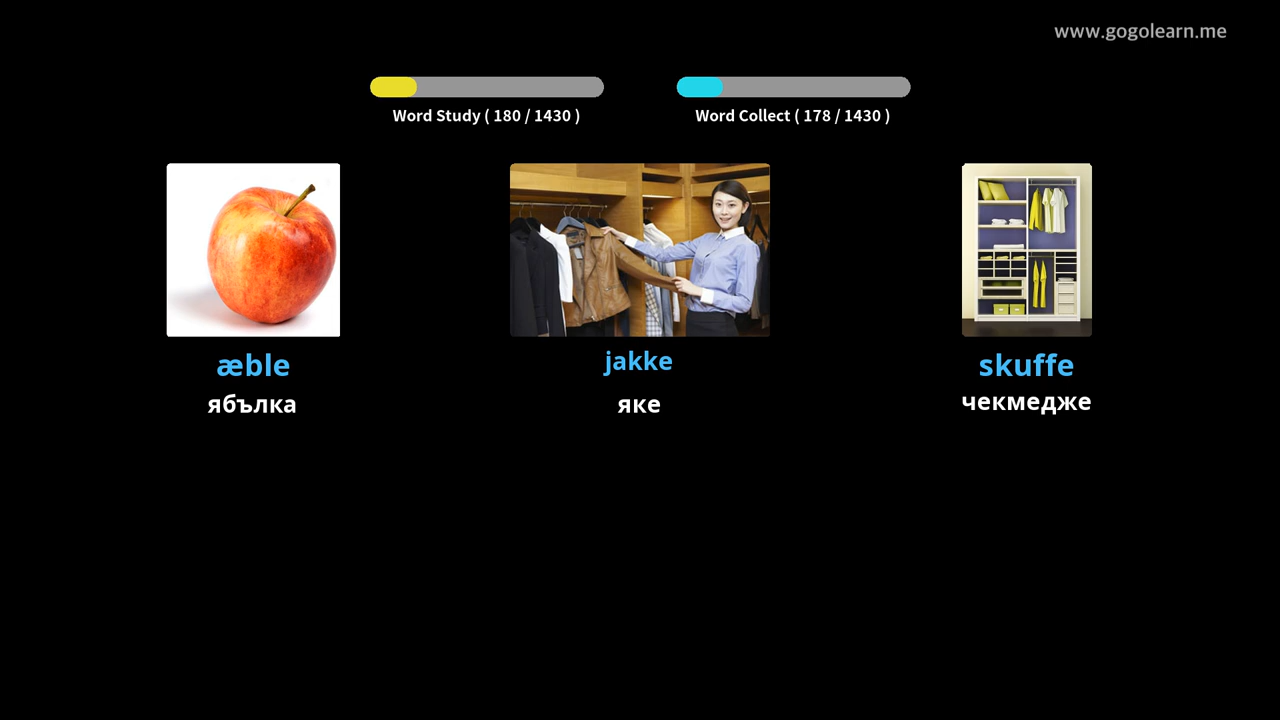 www.gogolearn.me
Word Study ( 180 / 1430 )
Word Collect ( 178 / 1430 )
æble
jakke
skuffe
ябълка
яке
чекмедже